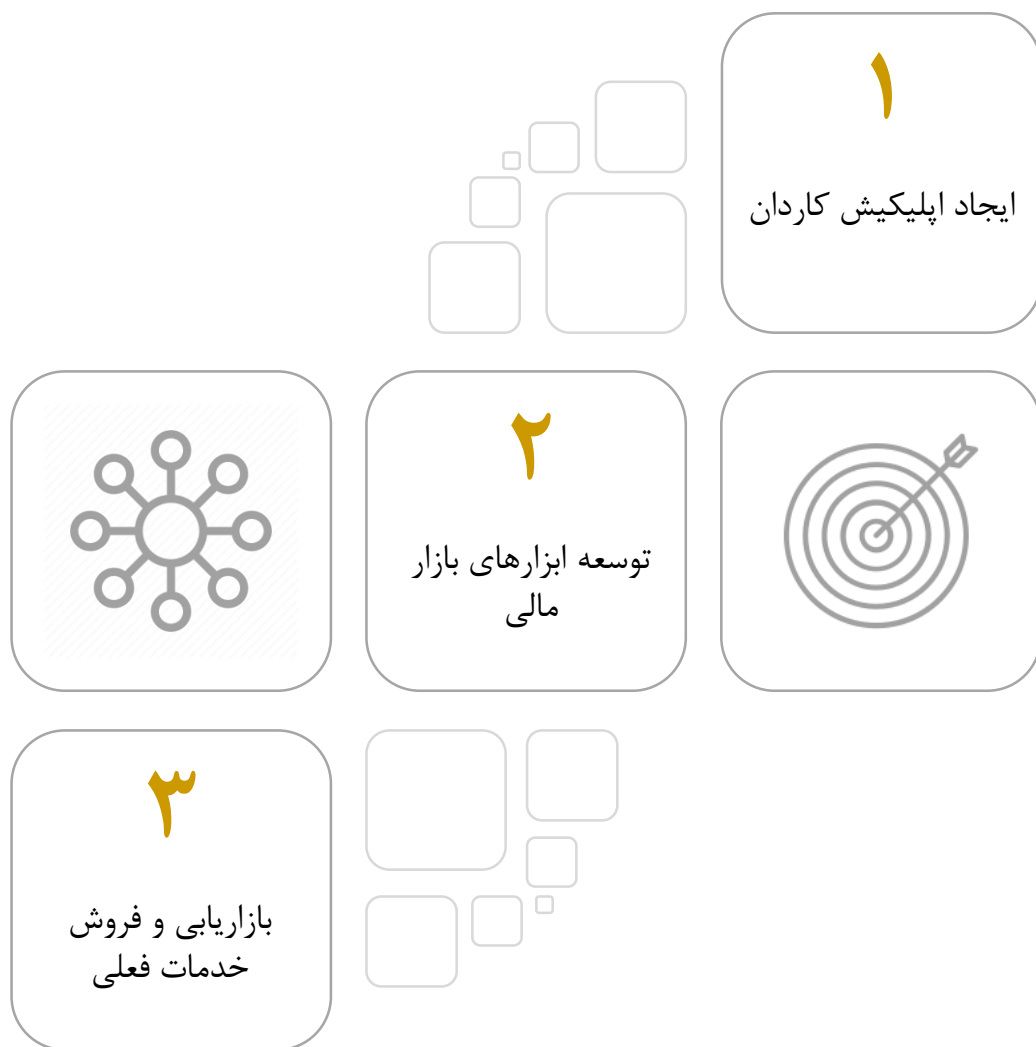 ۱
ایجاد اپلیکیش کاردان
۲
توسعه ابزارهای بازار
مالی
۳
بازاریابی و فروش
خدمات فعلی